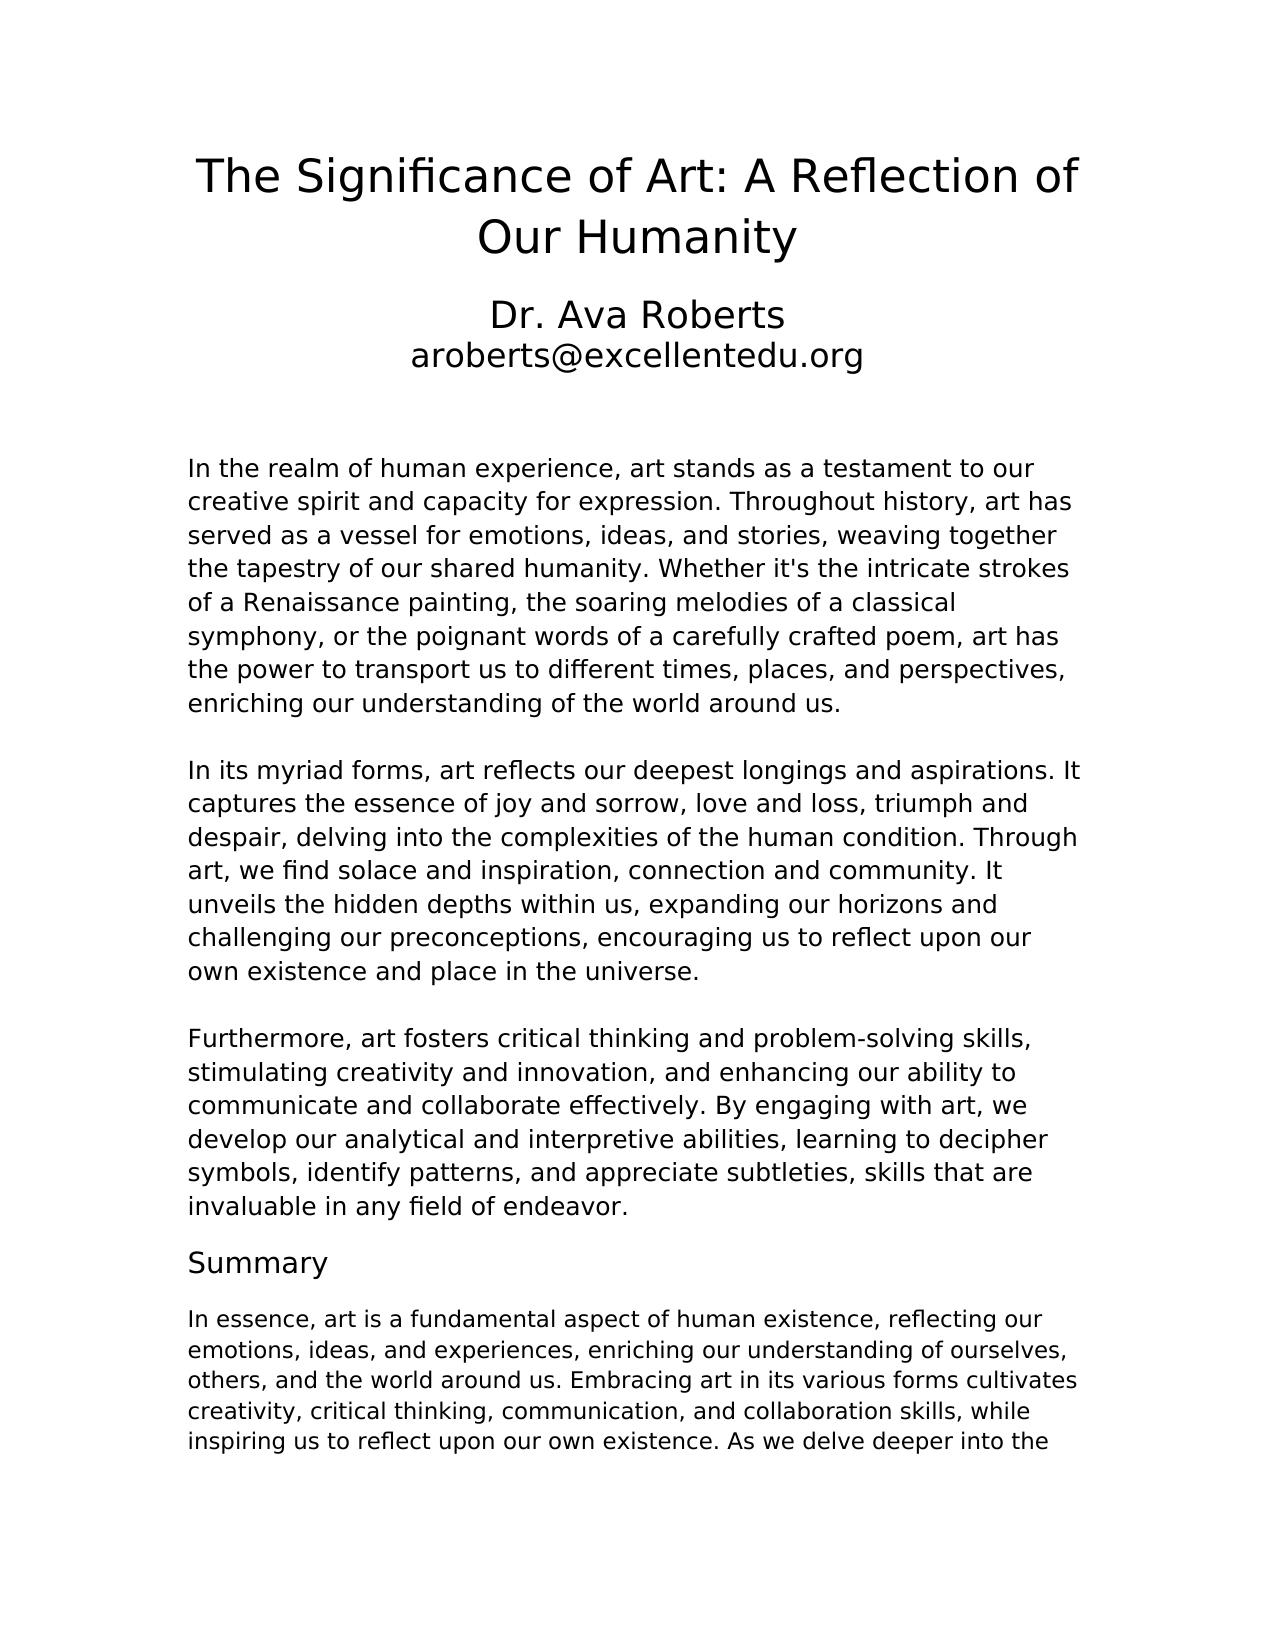 The Significance of Art: A Reflection of
Our Humanity
Dr. Ava Roberts
aroberts@excellentedu.org
In the realm of human experience, art stands as a testament to our
creative spirit and capacity for expression. Throughout history, art has
served as a vessel for emotions, ideas, and stories, weaving together
the tapestry of our shared humanity. Whether it's the intricate strokes
of a Renaissance painting, the soaring melodies of a classical
symphony, or the poignant words of a carefully crafted poem, art has
the power to transport us to different times, places, and perspectives,
enriching our understanding of the world around us.
In its myriad forms, art reflects our deepest longings and aspirations. It
captures the essence of joy and sorrow, love and loss, triumph and
despair, delving into the complexities of the human condition. Through
art, we find solace and inspiration, connection and community. It
unveils the hidden depths within us, expanding our horizons and
challenging our preconceptions, encouraging us to reflect upon our
own existence and place in the universe.
Furthermore, art fosters critical thinking and problem-solving skills,
stimulating creativity and innovation, and enhancing our ability to
communicate and collaborate effectively. By engaging with art, we
develop our analytical and interpretive abilities, learning to decipher
symbols, identify patterns, and appreciate subtleties, skills that are
invaluable in any field of endeavor.
Summary
In essence, art is a fundamental aspect of human existence, reflecting our
emotions, ideas, and experiences, enriching our understanding of ourselves,
others, and the world around us. Embracing art in its various forms cultivates
creativity, critical thinking, communication, and collaboration skills, while
inspiring us to reflect upon our own existence. As we delve deeper into the